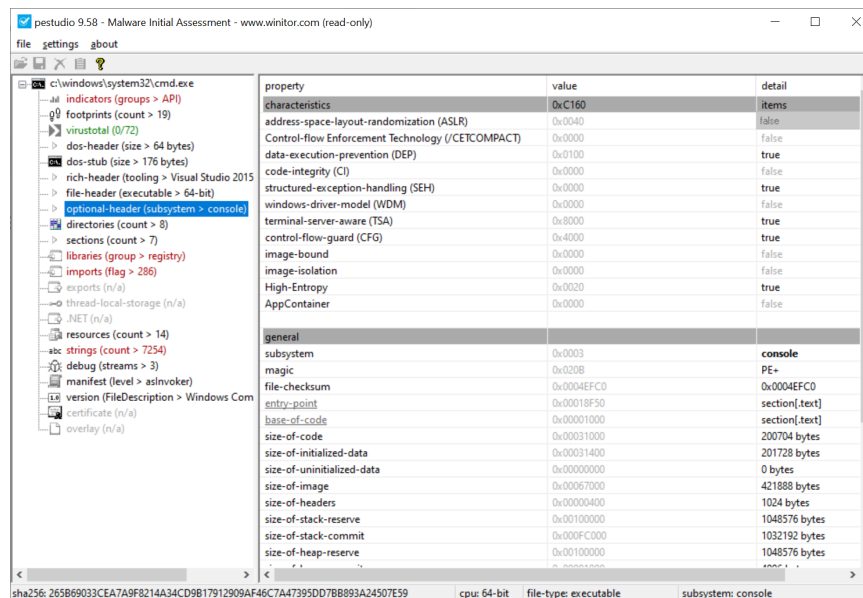 pestudio 9.58 - Malware Initial Assessment - www.winitor.com (read-only)
file settings about
c:\windows\system32\cmd.exe
indicators (groups > API)
footprints (count > 19)
virustotal (0/72)
dos-header (size > 64 bytes)
dos-stub (size > 176 bytes)
rich-header (tooling > Visual Studio 2015
file-header (executable > 64-bit)
optional-header (subsystem > console)
directories (count > 8)
sections (count > 7)
libraries (group > registry)
imports (flag > 286)
exports (n/a)
thread-local-storage (n/a)
.NET (n/a)
resources (count > 14)
abc strings (count > 7254)
debug (streams > 3)
manifest (level > asInvoker)
1.0 version (FileDescription > Windows Com
certificate (n/a)
overlay (n/a)
property value detail
characteristics 0xC160 items
address-space-layout-randomization (ASLR) 0x0040 false
Control-flow Enforcement Technology (/CETCOMPACT) 0x0000 false
data-execution-prevention (DEP) 0x0100 true
code-integrity (CI) 0x0000 false
structured-exception-handling (SEH) 0x0000 true
windows-driver-model (WDM) 0x0000 false
terminal-server-aware (TSA) 0x8000 true
control-flow-guard (CFG) 0x4000 true
image-bound 0x0000 false
image-isolation 0x0000 false
High-Entropy 0x0020 true
AppContainer 0x0000 false
general
subsystem 0x0003 console
magic 0x020B PE+
file-checksum 0x0004EFC0 0x0004EFC0
entry-point 0x00018F50 section[.text]
base-of-code 0x00001000 section[.text]
size-of-code 0x00031000 200704 bytes
size-of-initialized-data 0x00031400 201728 bytes
size-of-uninitialized-data 0x00000000 0 bytes
size-of-image 0x00067000 421888 bytes
size-of-headers 0x00000400 1024 bytes
size-of-stack-reserve 0x00100000 1048576 bytes
size-of-stack-commit 0x000FC000 1032192 bytes
size-of-heap-reserve 0x00100000 1048576 bytes
sha256: 265B69033CEA7A9F8214A34CD9B17912909AF46C7A47395DD7BB893A24507E59 cpu: 64-bit file-type: executable subsystem: console